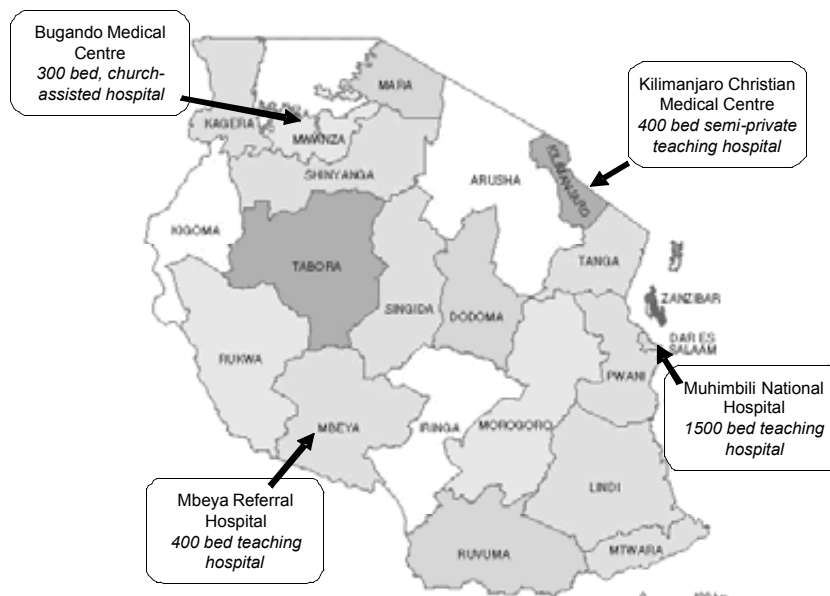 Bugando Medical
Centre
300 bed, church-
assisted hospital
Kilimanjaro Christian
Medical Centre
400 bed semi-private
teaching hospital
MARA
KAGERA
MWANZA
KILIMANJARO
SHINYANGA
ARUSHA
KIGOMA
TABORA
TANGA
SINGIDA
DODOMA
ZANZIBAR
DAR ES
SALAAM
RUKWA
PWANI
Muhimbili National
Hospital
1500 bed teaching
hospital
MBEYA
IRINGA
MOROGORO
Mbeya Referral
Hospital
400 bed teaching
hospital
LINDI
RUVUMA
MTWARA